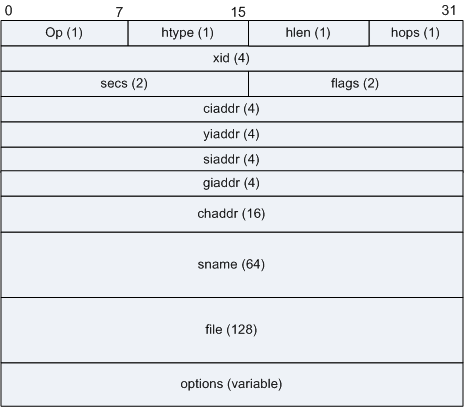 0 7 15 31
Op (1) htype (1) hlen (1) hops (1)
xid (4)
secs (2) flags (2)
ciaddr (4)
yiaddr (4)
siaddr (4)
giaddr (4)
chaddr (16)
sname (64)
file (128)
options (variable)